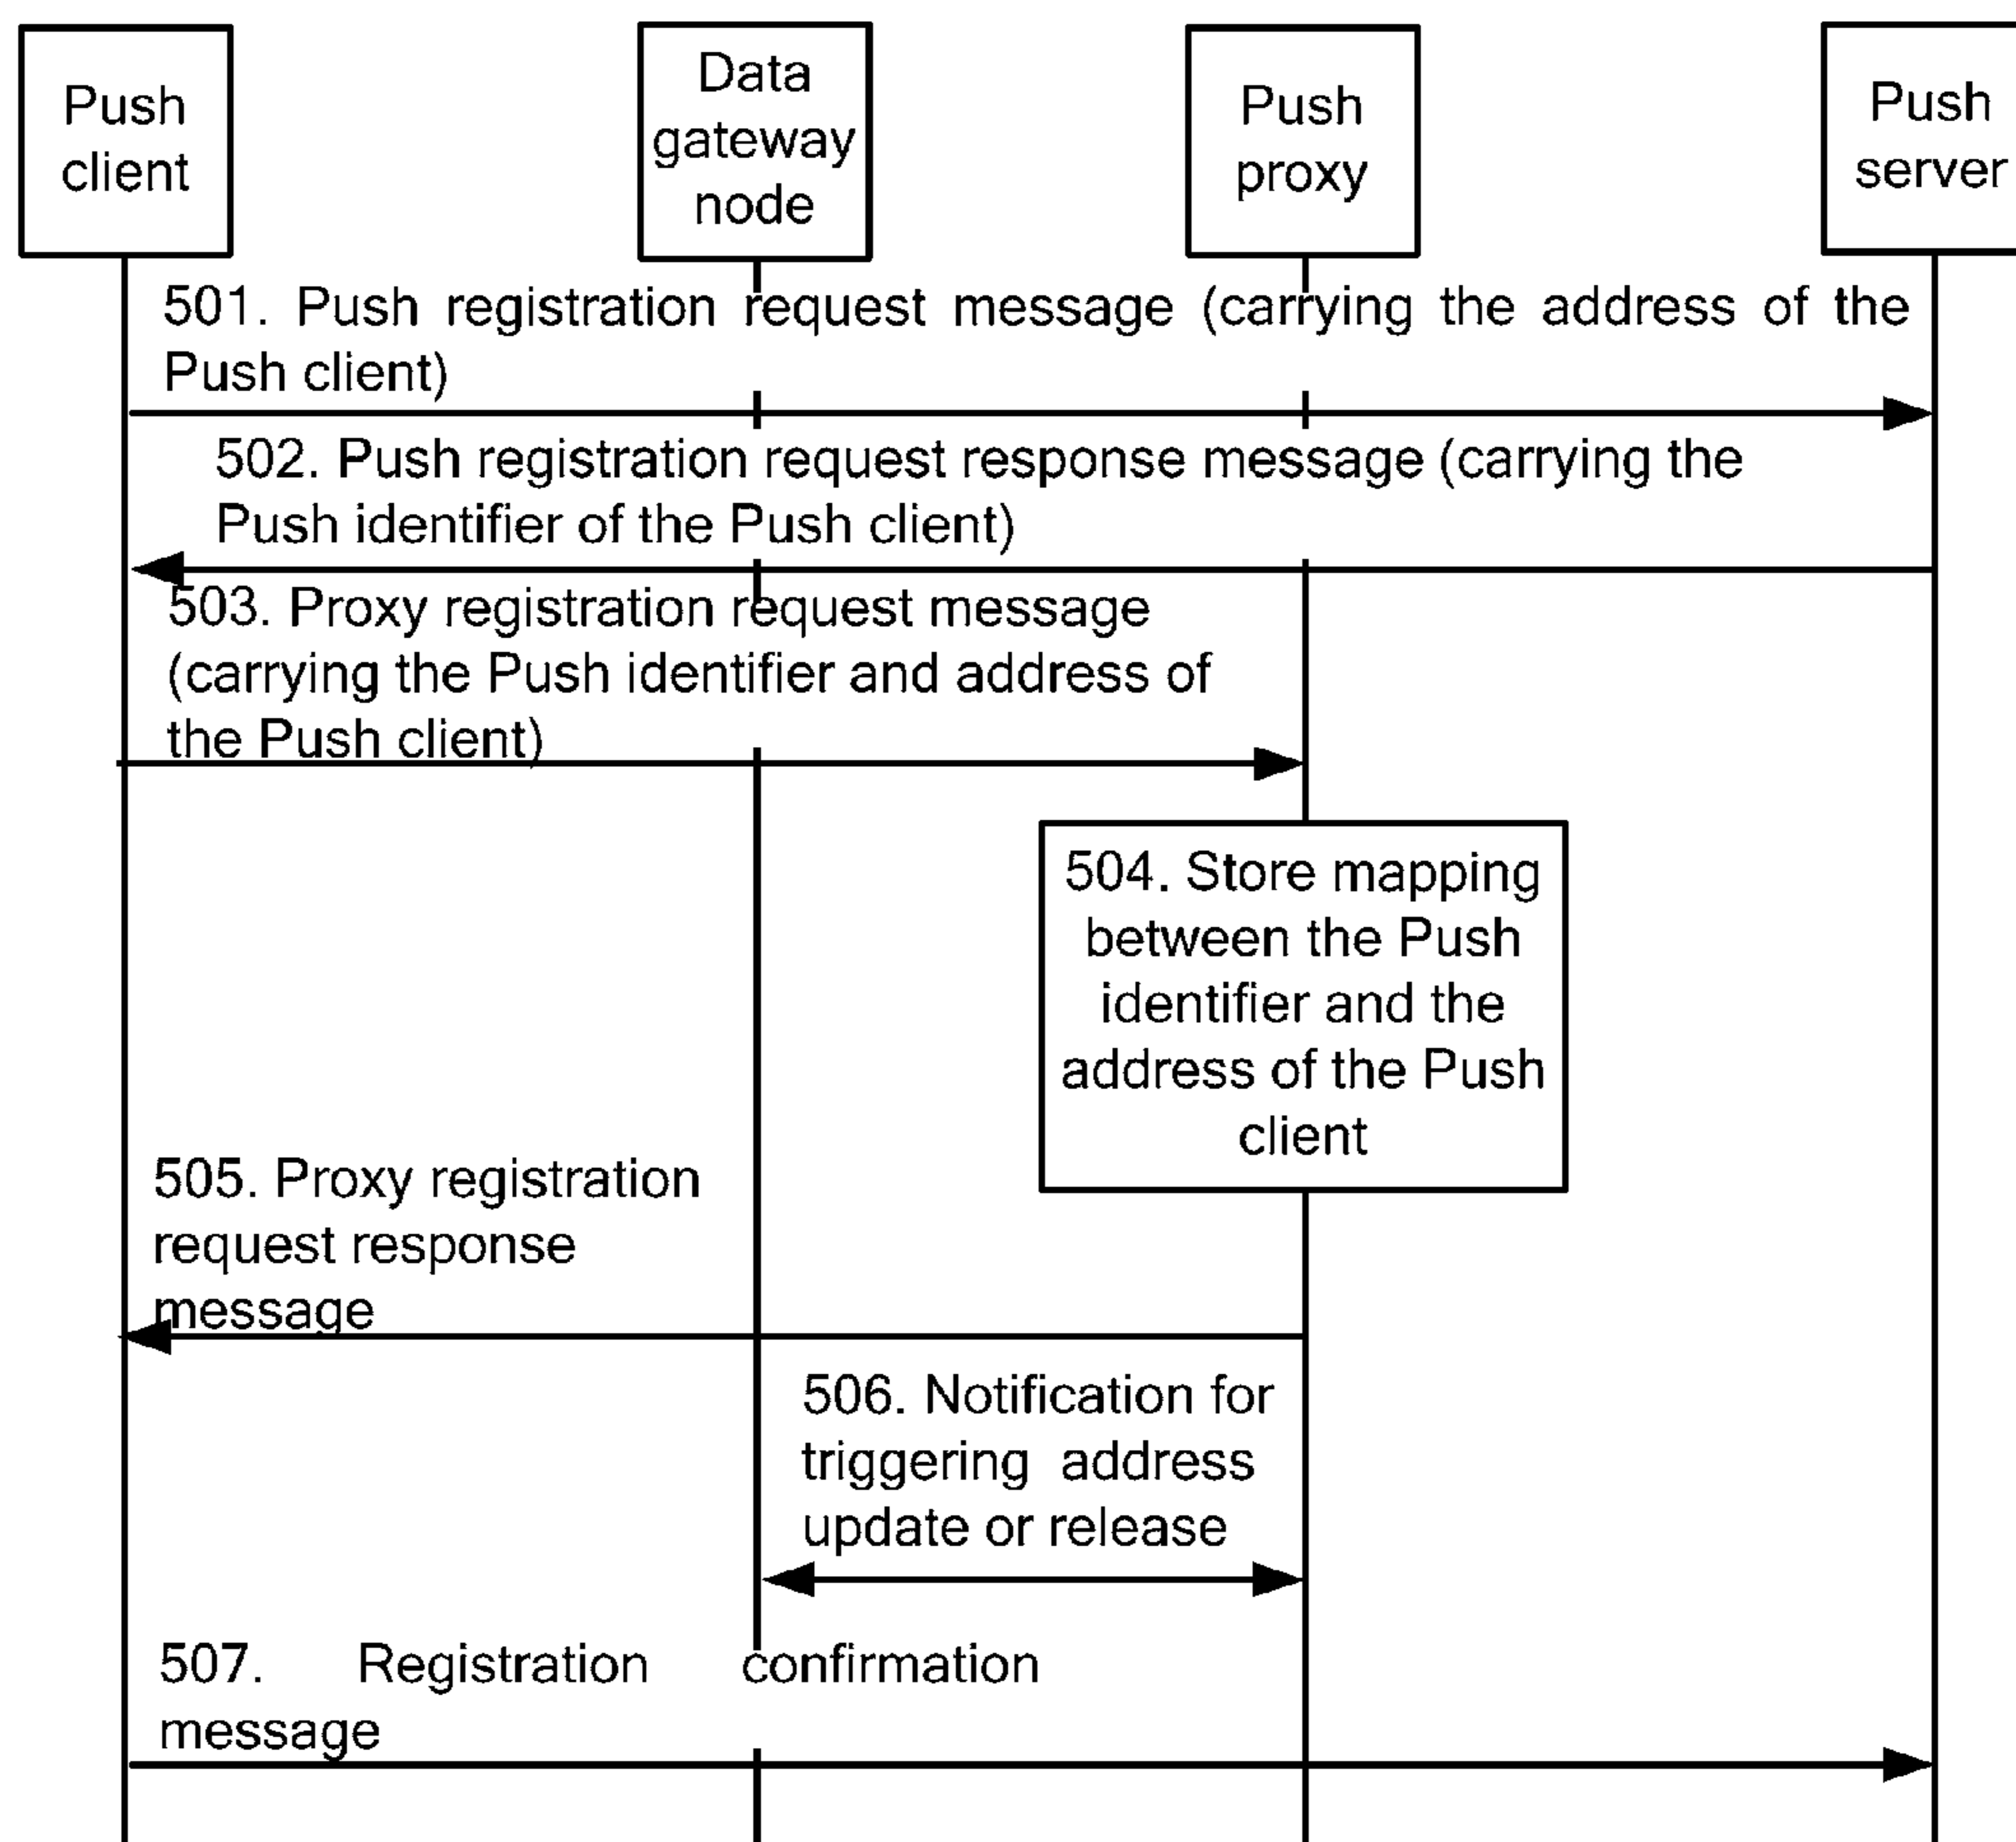 Push
client
Data
gateway
node
Push
proxy
Push
server
501. Push registration request message (carrying the address of the
Push client)
502. Push registration request response message (carrying the
Push identifier of the Push client)
503. Proxy registration request message
(carrying the Push identifier and address of
the Push client)
504. Store mapping
between the Push
identifier and the
address of the Push
client
505. Proxy registration
request response
message
506. Notification for
triggering address
update or release
507. Registration confirmation
message